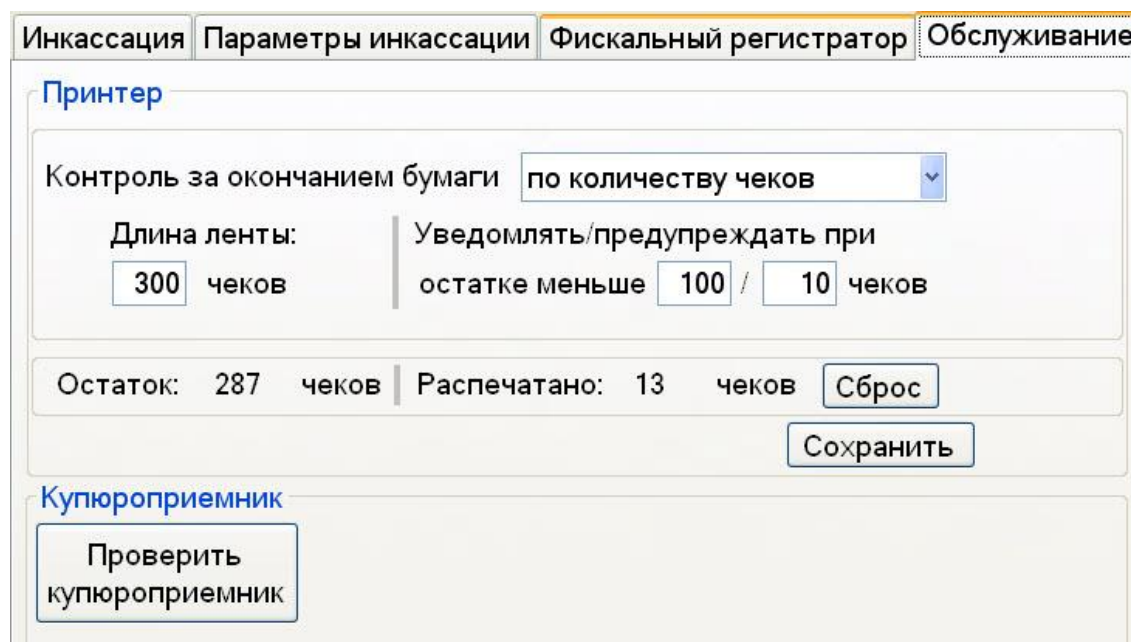 Инкассация Параметры инкассации Фискальный регистратор Обслуживание
Принтер
Контроль за окончанием бумаги по количеству чеков
Длина ленты: Уведомлять/предупреждать при
300 чеков остатке меньше 100 / 10 чеков
Остаток: 287 чеков Распечатано: 13 чеков Сброс
Сохранить
Купюроприемник
Проверить
купюроприемник